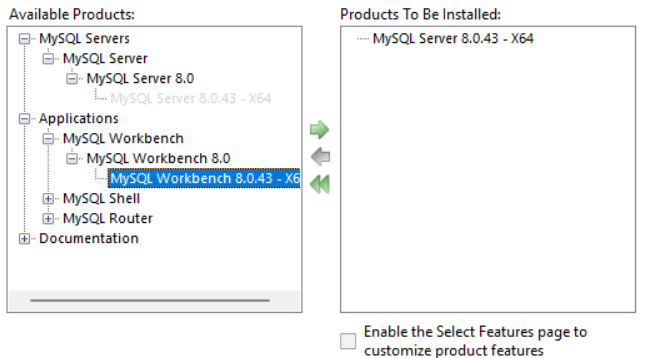 Available Products:
Products To Be Installed:
MySQL Servers
MySQL Server
MySQL Server 8.0
MySQL Server 8.0.43 - X64
Applications
MySQL Workbench
MySQL Workbench 8.0
MySQL Workbench 8.0.43 - X6
MySQL Shell
MySQL Router
Documentation
MySQL Server 8.0.43 - X64
Enable the Select Features page to
customize product features